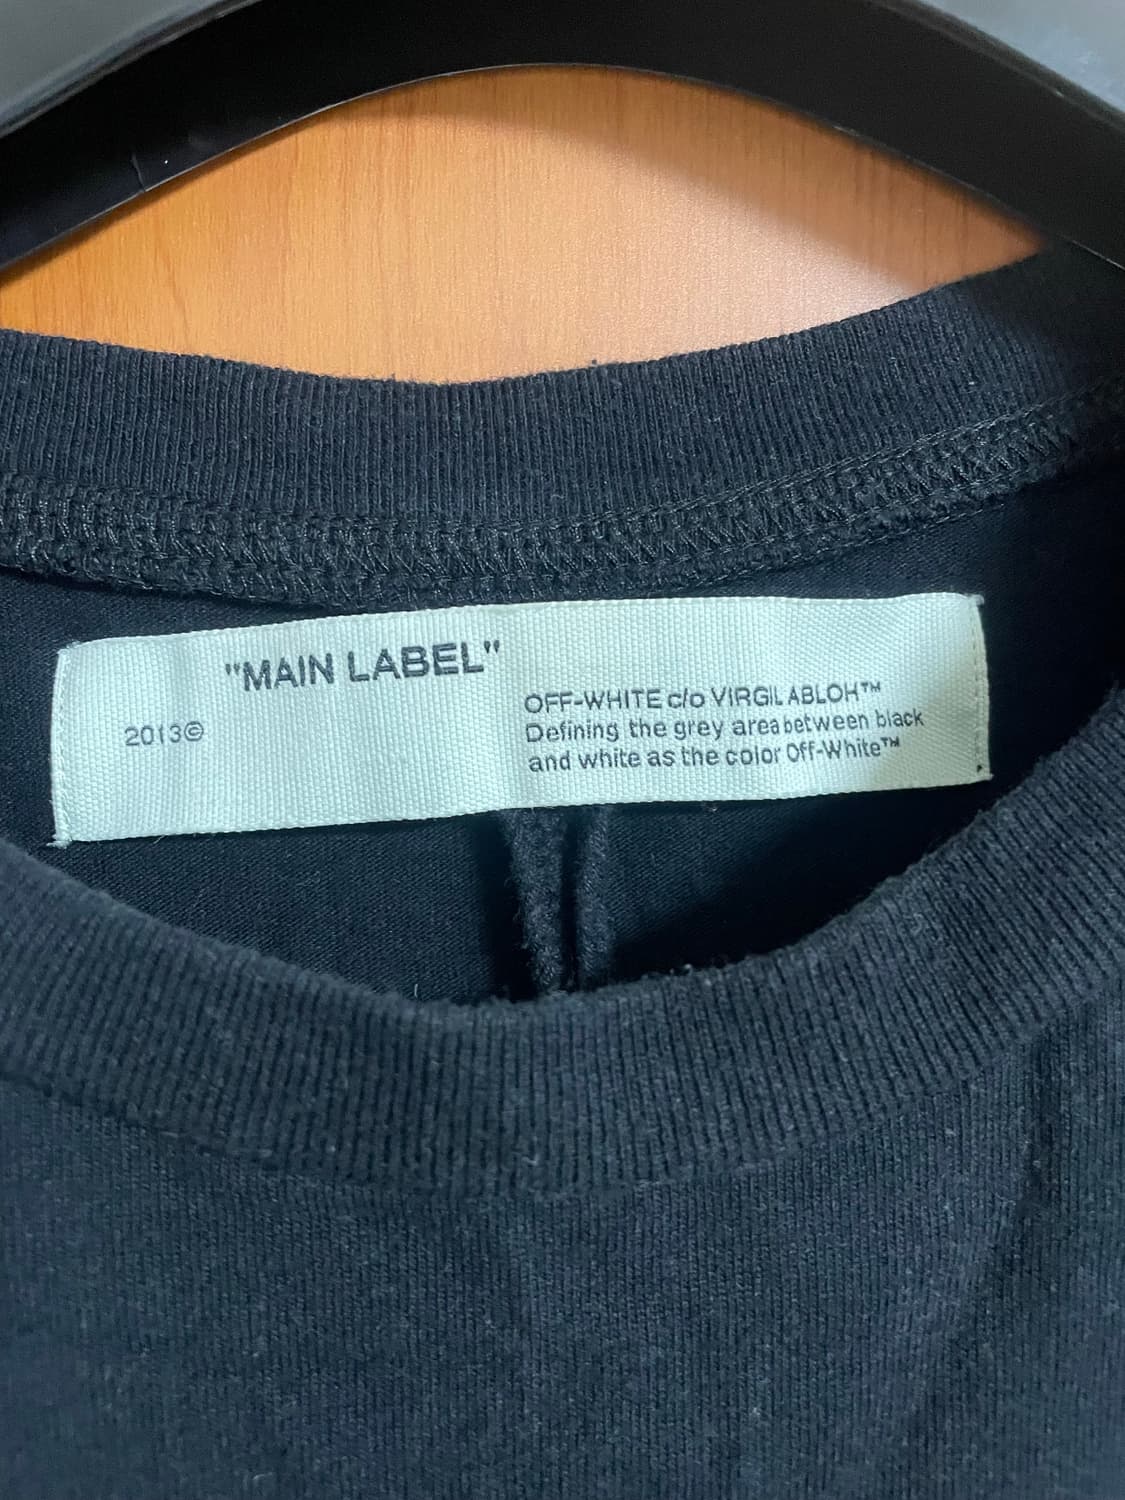 "MAIN LABEL"
2013©
OFF-WHITE c/o VIRGIL ABLOH™
Defining the grey area between black
and white as the color Off-White™